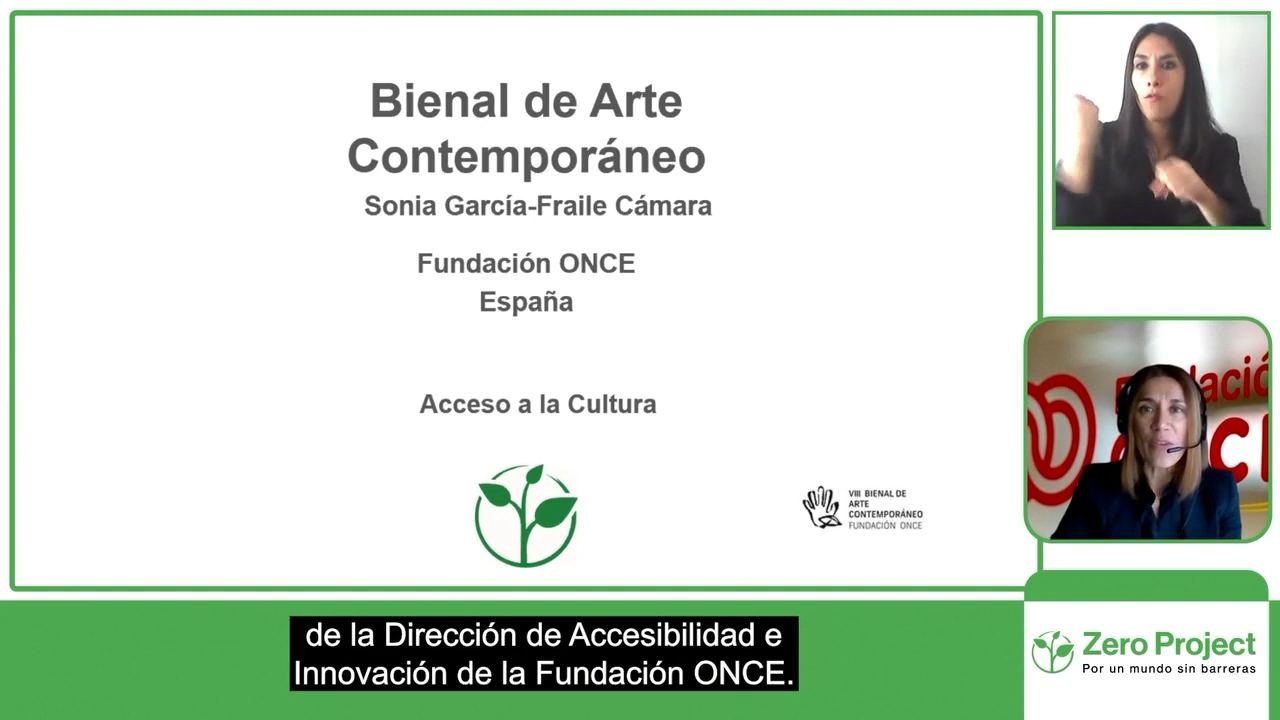 Bienal de Arte
Contemporáneo
Sonia García-Fraile Cámara
Fundación ONCE
España
Acceso a la Cultura
VIII BIENAL DE
ARTE
CONTEMPORÁNEO
FUNDACIÓN ONCE
de la Dirección de Accesibilidad e
Innovación de la Fundación ONCE.
Zero Project
Por un mundo sin barreras